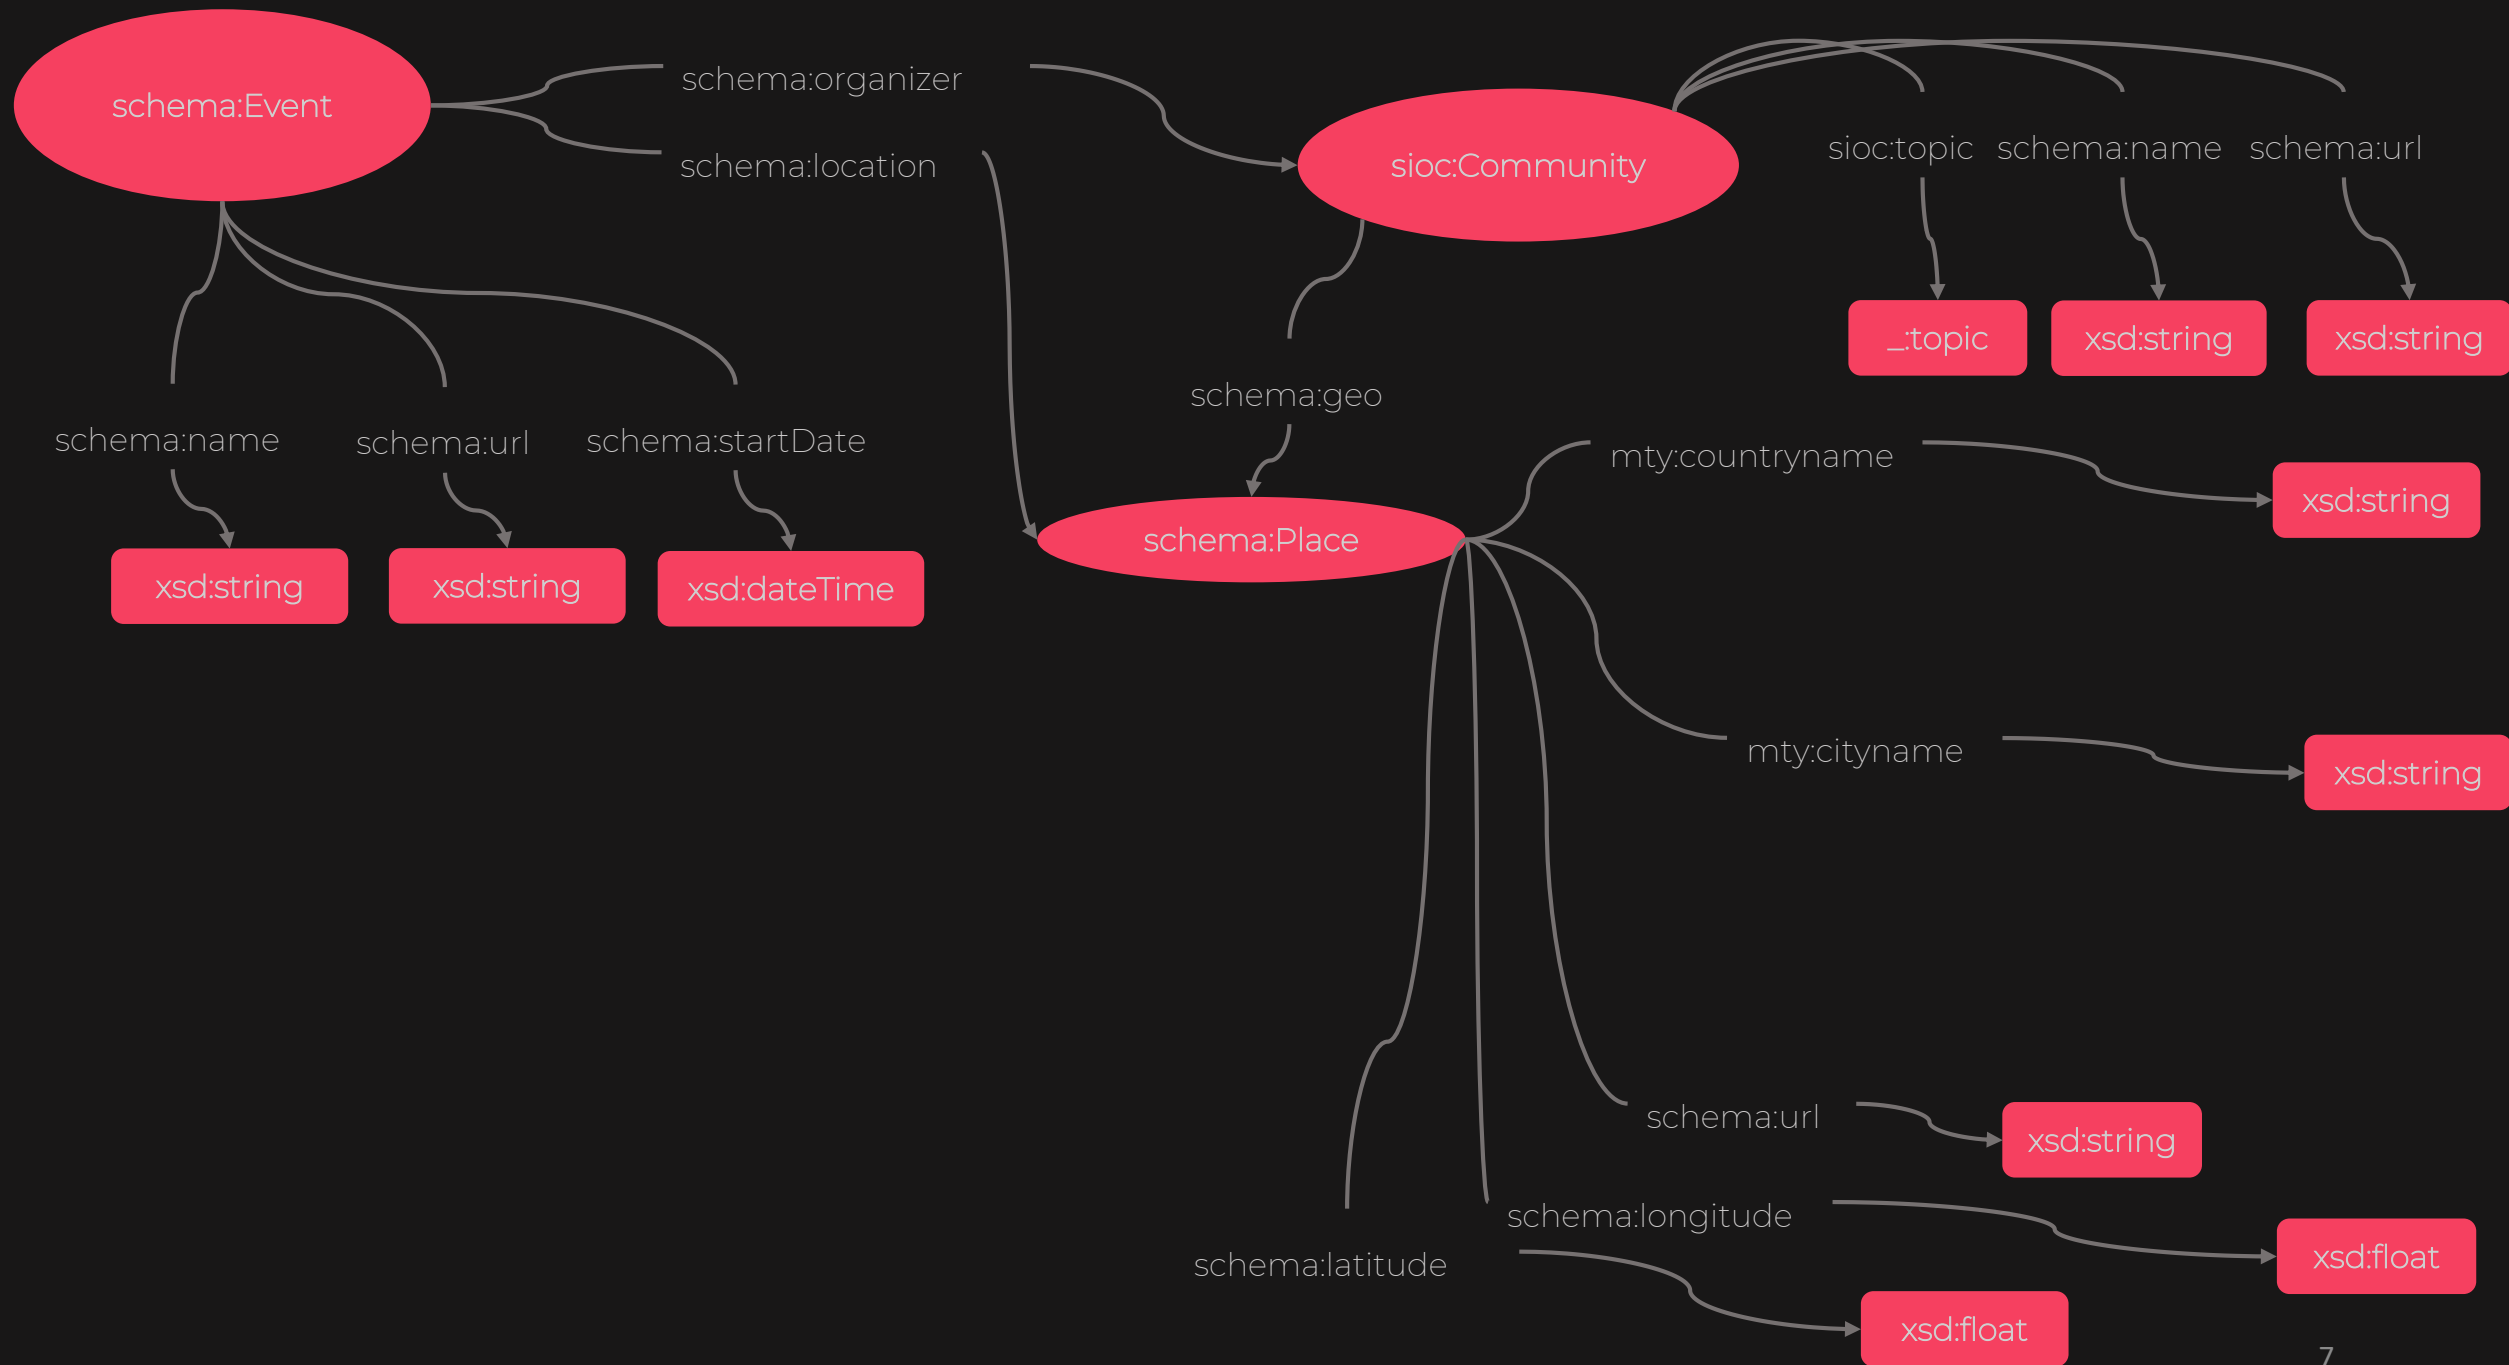 schema:Event
schema:organizer
schema:location
sioc:Community
sioc:topic
schema:name
schema:url
_:topic
xsd:string
xsd:string
schema:geo
schema:name
schema:url
schema:startDate
xsd:string
xsd:string
xsd:dateTime
schema:Place
mty:countryname
xsd:string
mty:cityname
xsd:string
schema:url
xsd:string
schema:longitude
xsd:float
schema:latitude
xsd:float
7